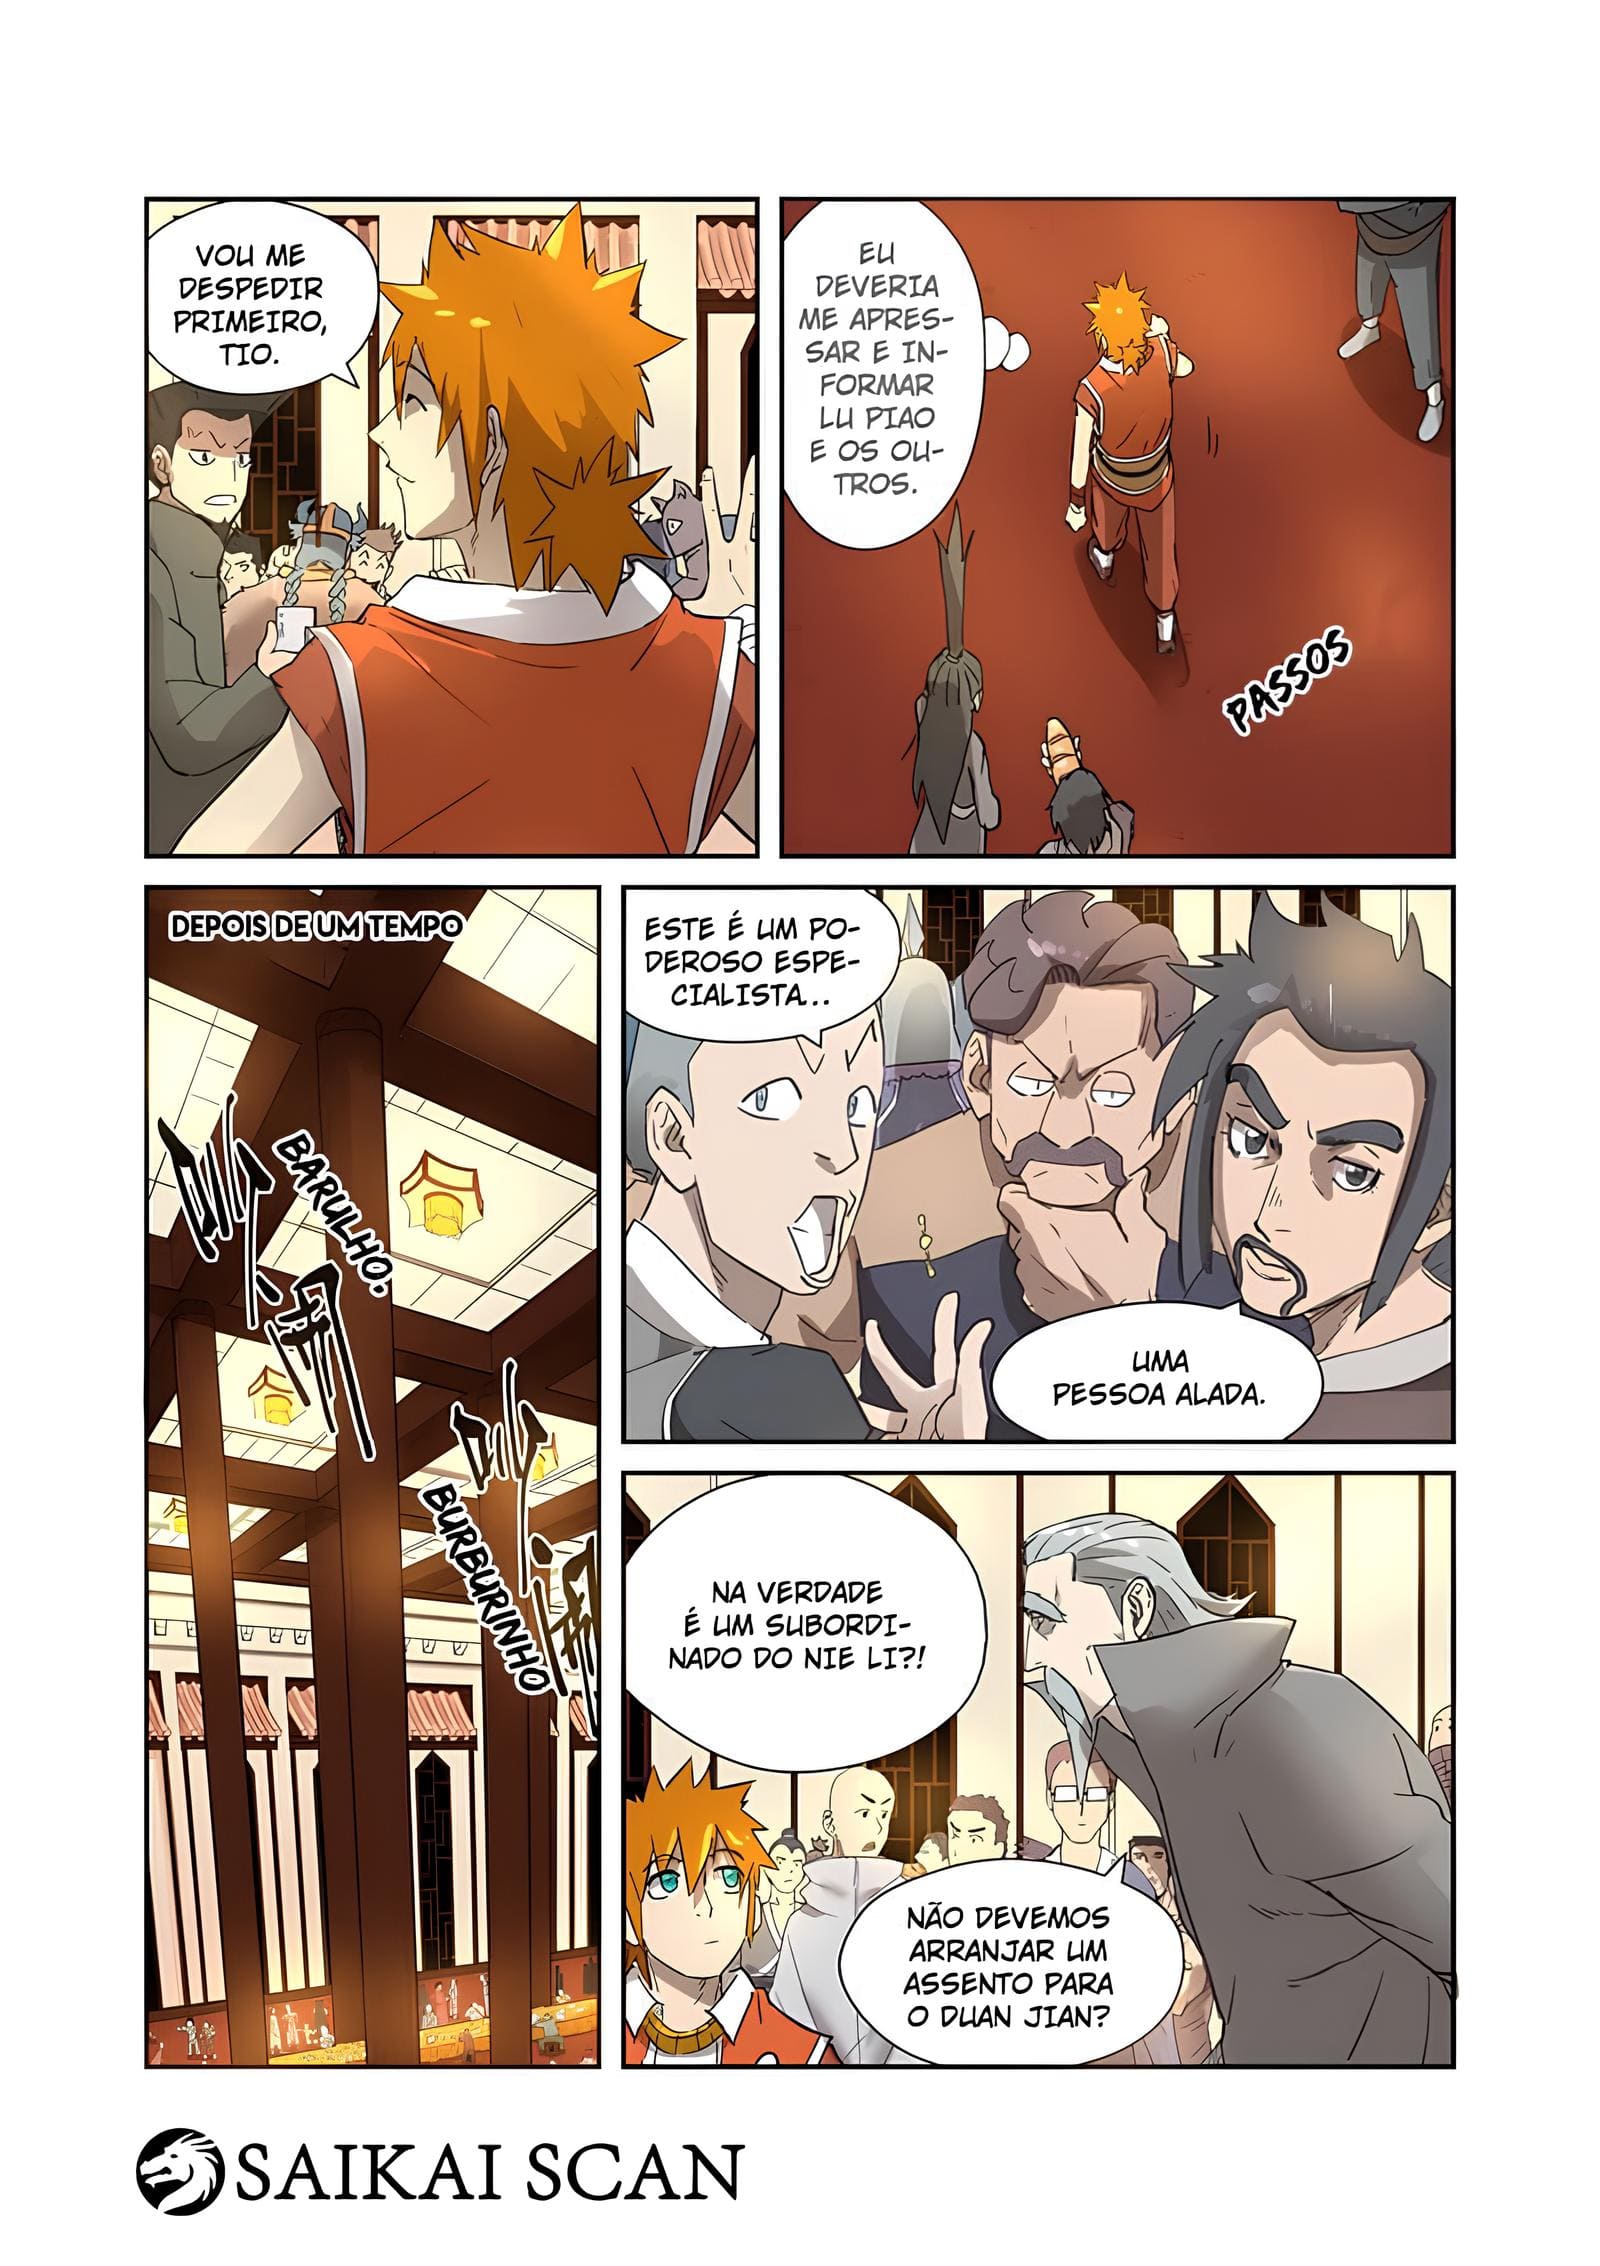 VOU ME
DESPEDIR
PRIMEIRO,
TIO.
EU
DEVERIA
ME APRES-
SAR E IN-
FORMAR
LU PIAO
E OS OU-
TROS.
PASSOS
DEPOIS DE UM TEMPO
BARULHO,
BURBURINHO
ESTE É UM PO-
DEROSO ESPE-
CIALISTA...
UMA
PESSOA ALADA.
NA VERDADE
É UM SUBORDI-
NADO DO NIE LI?!
NÃO DEVEMOS
ARRANJAR UM
ASSENTO PARA
O DUAN JIAN?
SAIKAI SCAN